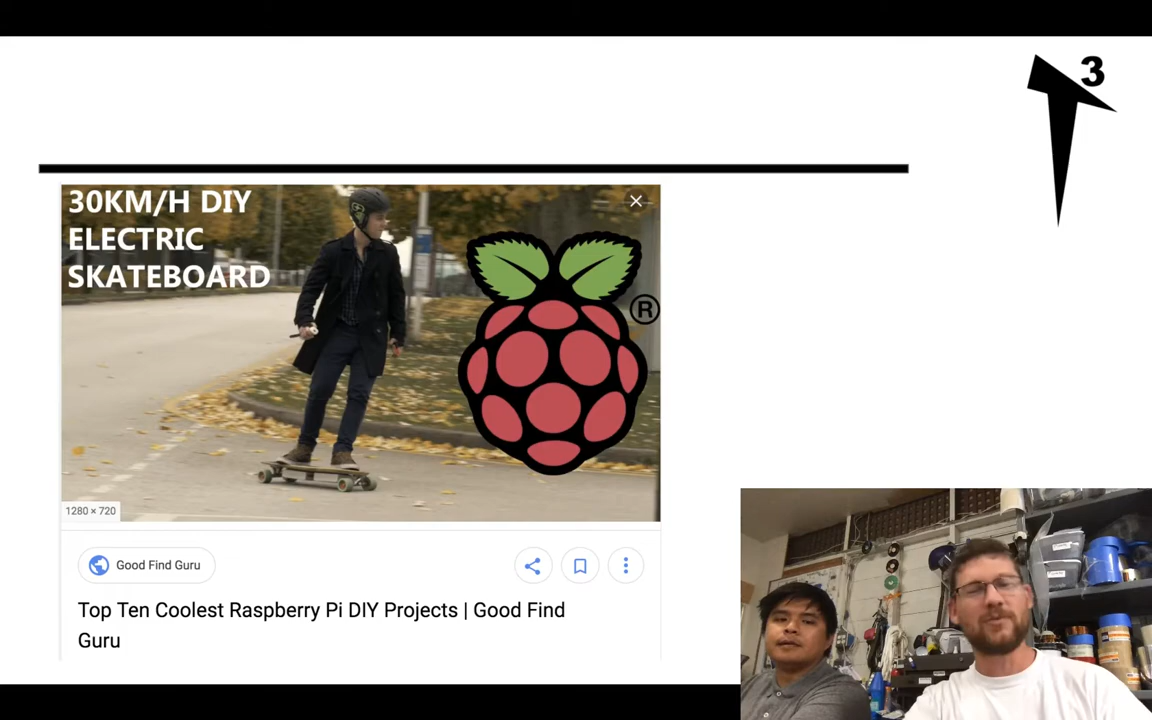 3
30KM/H DIY
ELECTRIC
SKATEBOARD
®
1280 × 720
Good Find Guru
Top Ten Coolest Raspberry Pi DIY Projects | Good Find
Guru